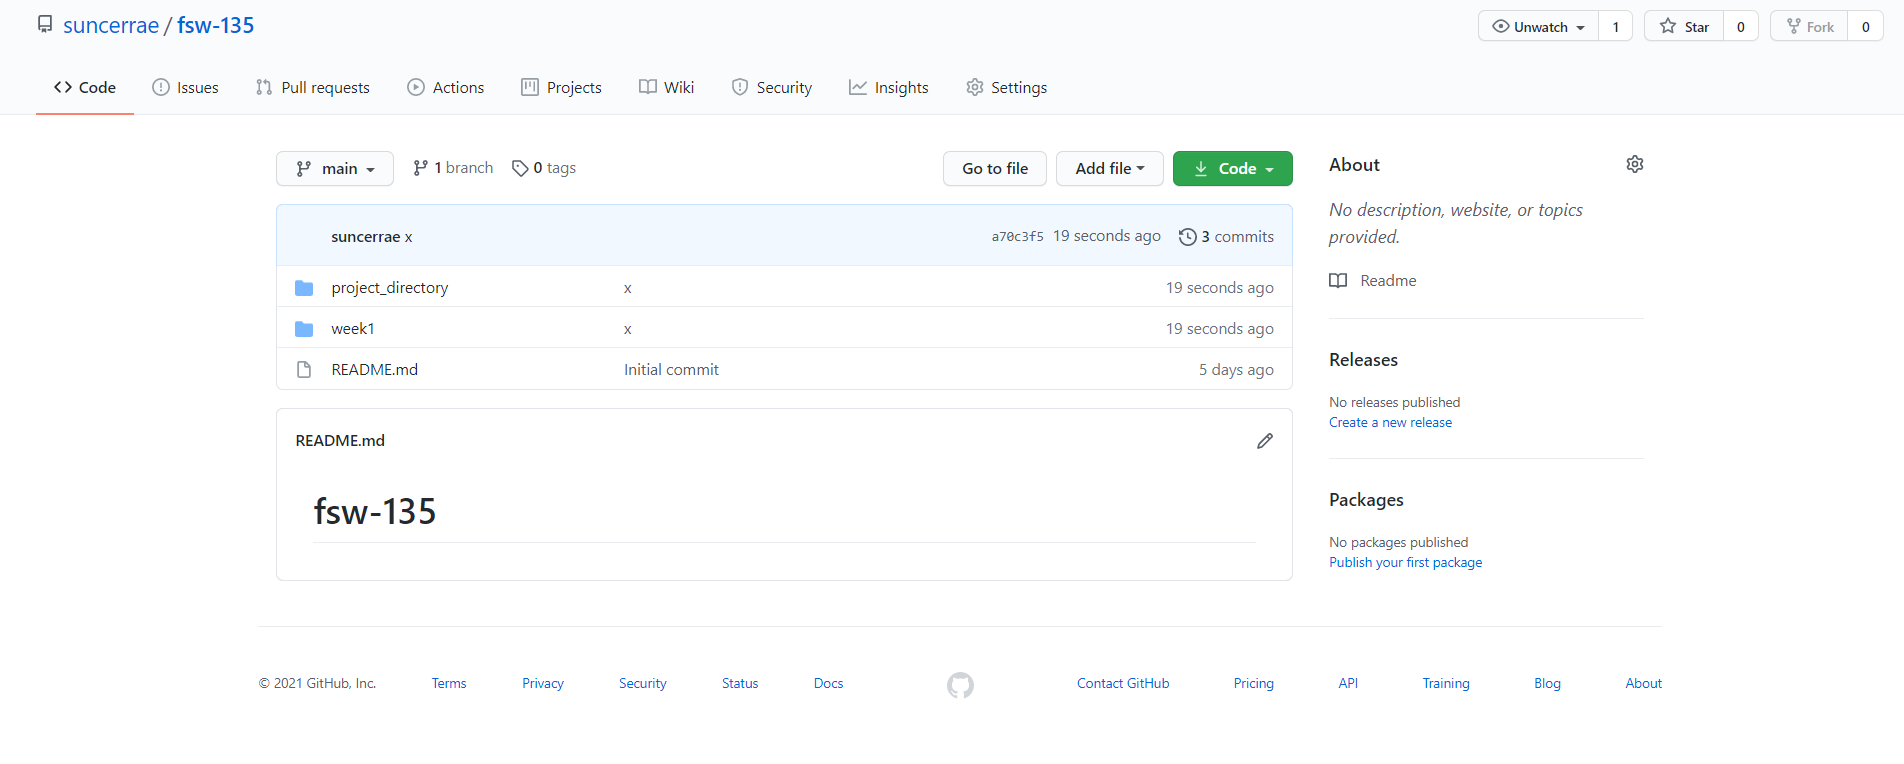 suncerrae / fsw-135
Unwatch 1 Star 0 Fork 0
Code Issues Pull requests Actions Projects Wiki Security Insights Settings
main 1 branch 0 tags Go to file Add file Code
suncerrae x a70c3f5 19 seconds ago 3 commits
project_directory x 19 seconds ago
week1 x 19 seconds ago
README.md Initial commit 5 days ago
README.md
fsw-135
About
No description, website, or topics
provided.
Readme
Releases
No releases published
Create a new release
Packages
No packages published
Publish your first package
© 2021 GitHub, Inc. Terms Privacy Security Status Docs Contact GitHub Pricing API Training Blog About